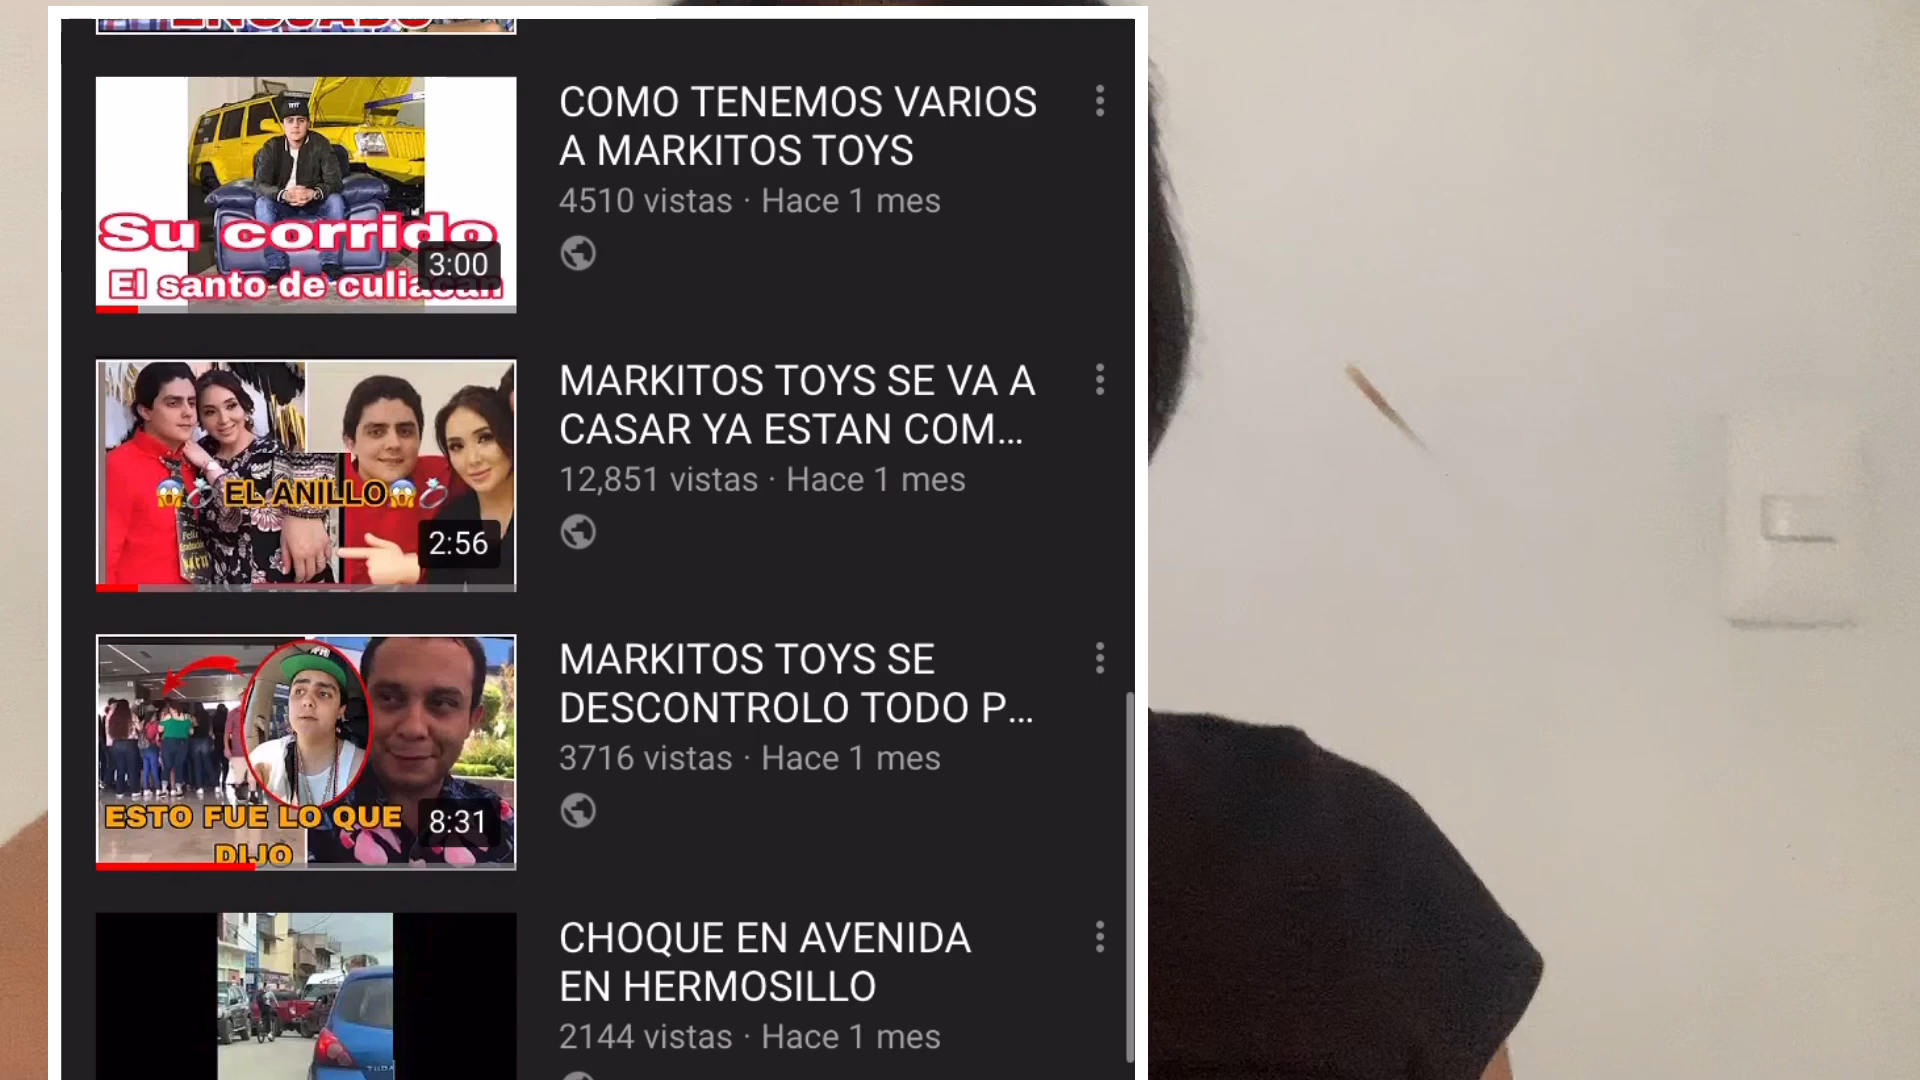 COMO TENEMOS VARIOS
A MARKITOS TOYS
4510 vistas · Hace 1 mes
Su corrido
El santo de culiacan
3:00
MARKITOS TOYS SE VA A
CASAR YA ESTAN COM...
12,851 vistas · Hace 1 mes
EL ANILLO
2:56
MARKITOS TOYS SE
DESCONTROLO TODO P...
3716 vistas · Hace 1 mes
ESTO FUE LO QUE
DIJO
8:31
CHOQUE EN AVENIDA
EN HERMOSILLO
2144 vistas · Hace 1 mes